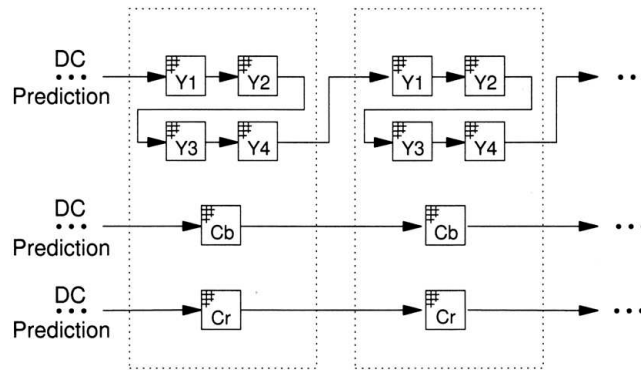 DC
• • •
Prediction
Y1 Y2 Y1 Y2 • •
Y3 Y4 Y3 Y4
DC
• • •
Prediction
Cb Cb • • •
DC
• • •
Prediction
Cr Cr • • •